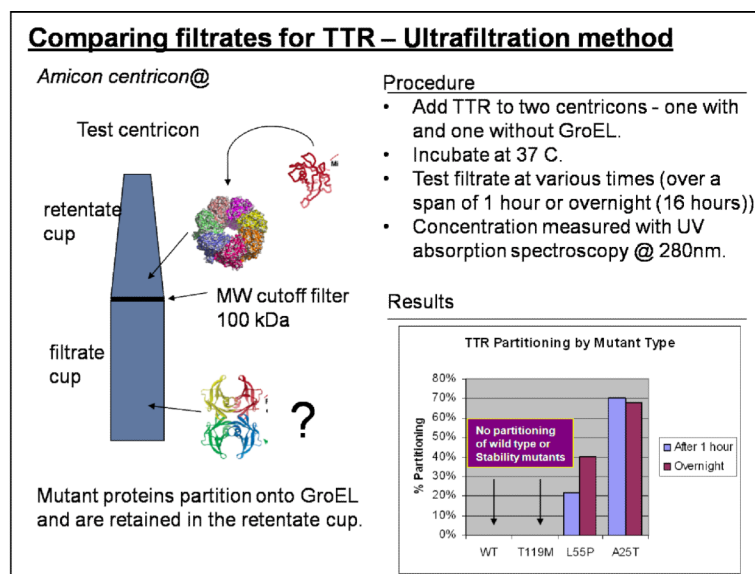 Comparing filtrates for TTR – Ultrafiltration method
Amicon centricon@
Test centricon
retentate
cup
MW cutoff filter
100 kDa
filtrate
cup
?
Mutant proteins partition onto GroEL
and are retained in the retentate cup.
Procedure
• Add TTR to two centricons - one with
and one without GroEL.
• Incubate at 37 C.
• Test filtrate at various times (over a
span of 1 hour or overnight (16 hours))
• Concentration measured with UV
absorption spectroscopy @ 280nm.
Results
TTR Partitioning by Mutant Type
% Partitioning
80%
70%
60%
50%
40%
30%
20%
10%
0%
No partitioning
of wild type or
Stability mutants
After 1 hour
Overnight
WT T119M L55P A25T